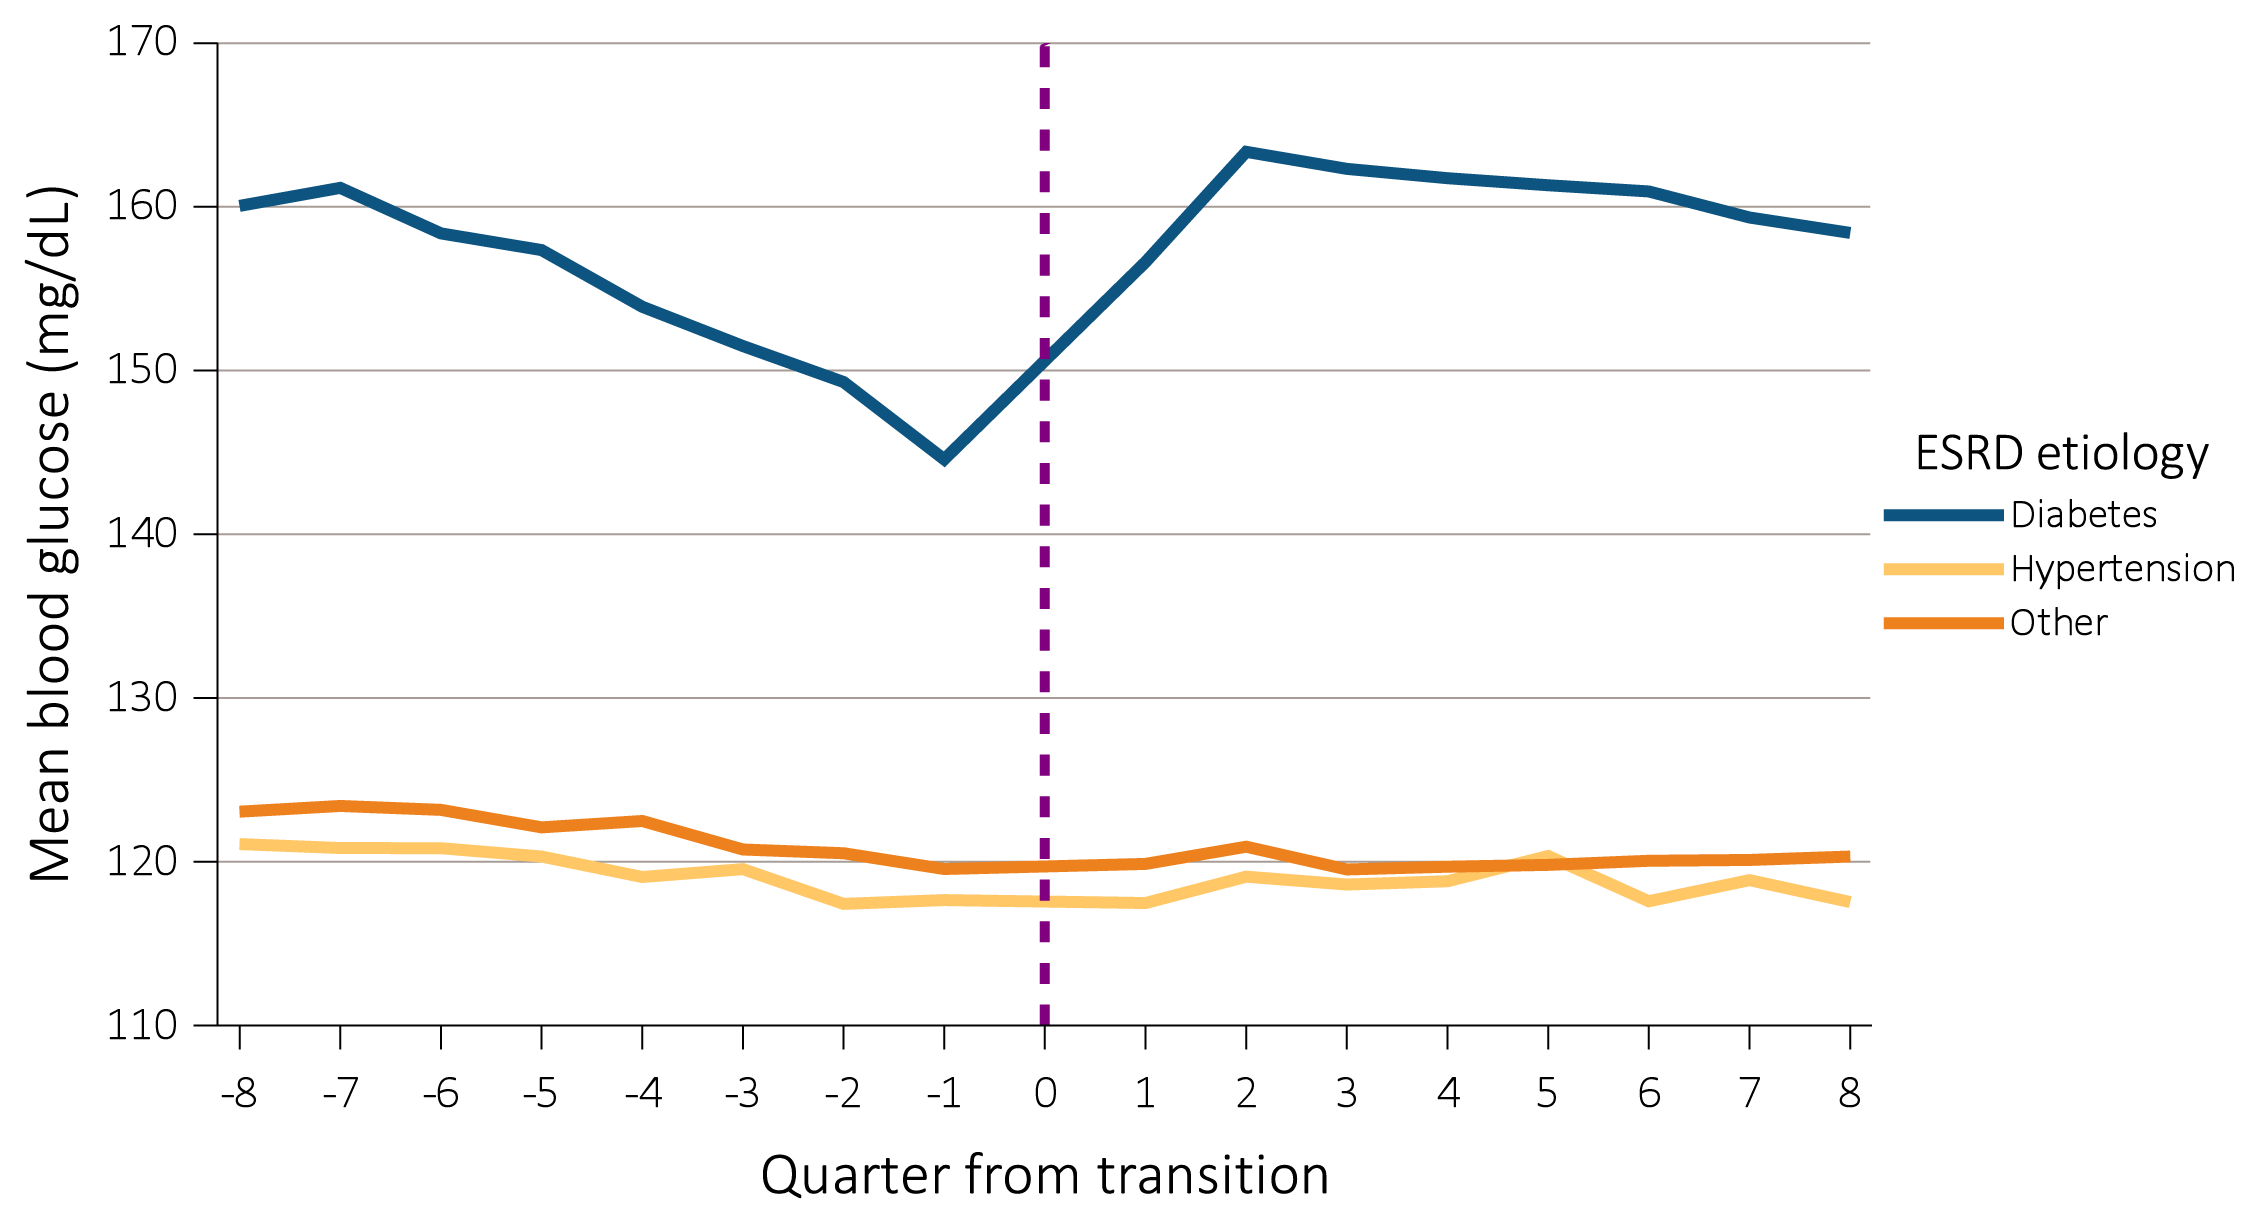 170
160
150
140
130
120
110
Mean blood glucose (mg/dL)
-8 -7 -6 -5 -4 -3 -2 -1 0 1 2 3 4 5 6 7 8
Quarter from transition
ESRD etiology
Diabetes
Hypertension
Other